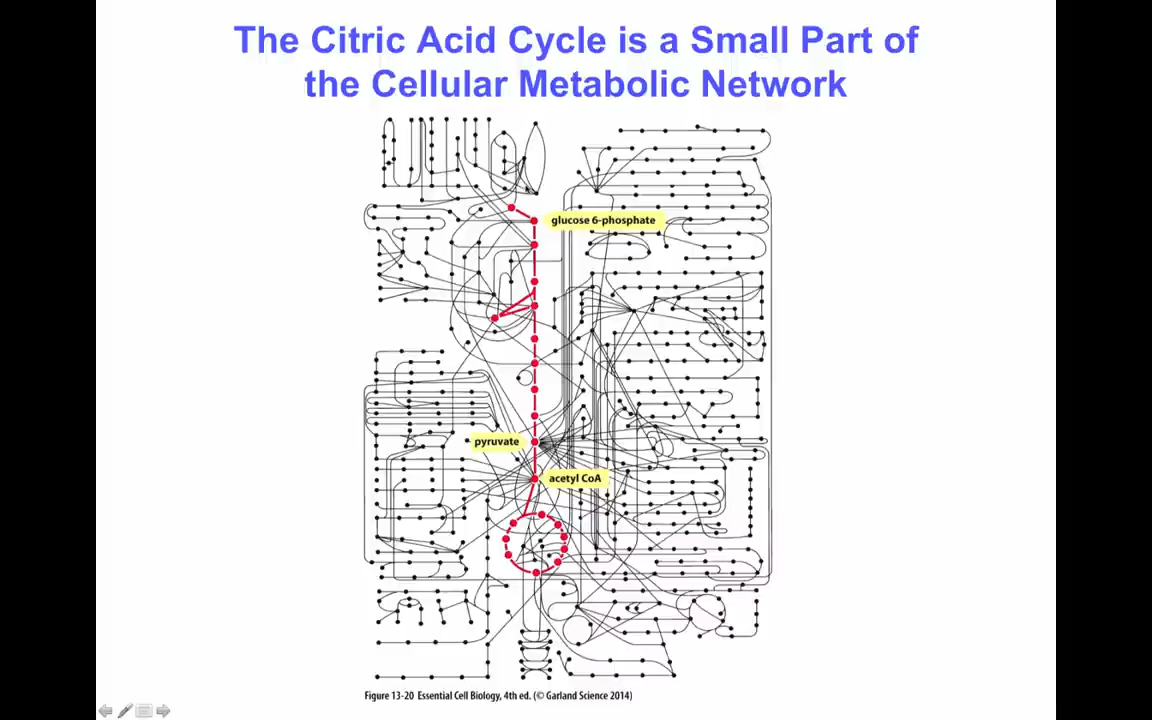 The Citric Acid Cycle is a Small Part of
the Cellular Metabolic Network
glucose 6-phosphate
pyruvate
acetyl CoA
Figure 13-20 Essential Cell Biology, 4th ed. (© Garland Science 2014)